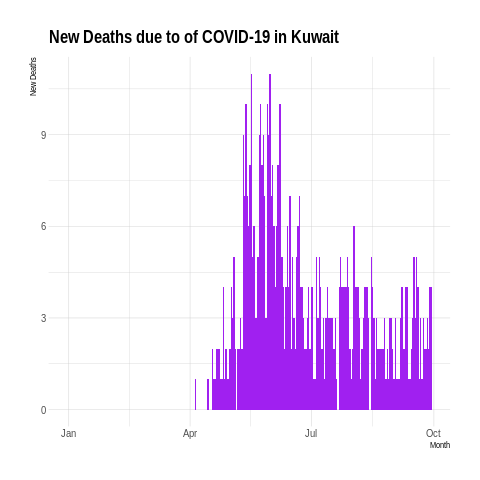 New Deaths due to of COVID-19 in Kuwait
New Deaths
9
6
3
0
Jan Apr Jul Oct
Month